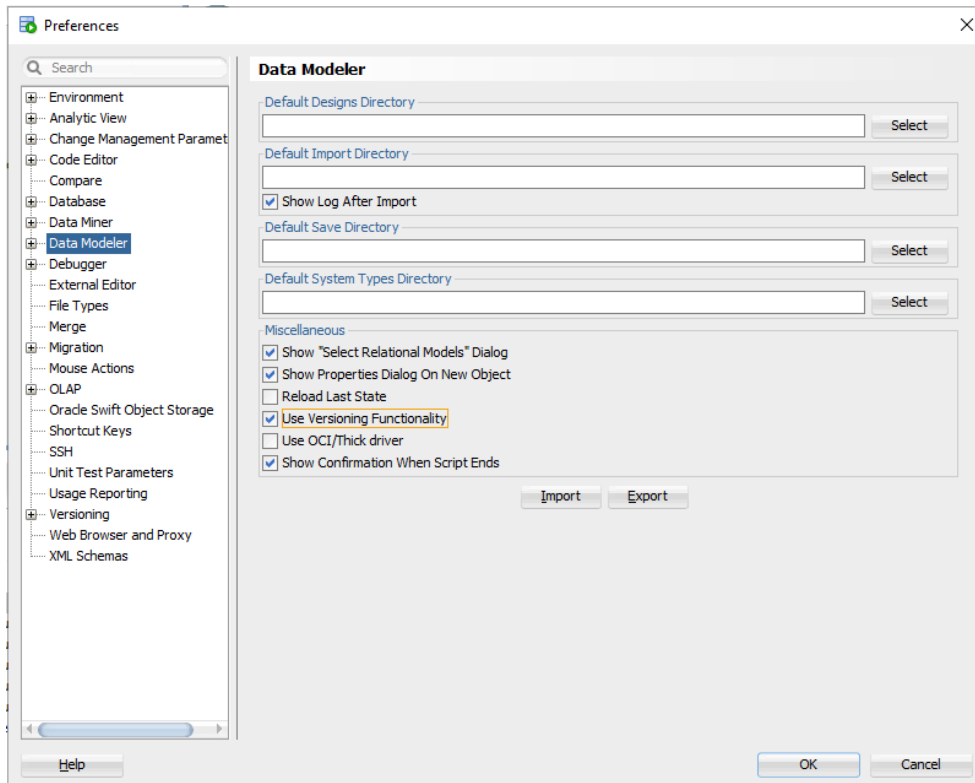 Preferences
Search
Environment
Analytic View
Change Management Paramet
Code Editor
Compare
Database
Data Miner
Data Modeler
Debugger
External Editor
File Types
Merge
Migration
Mouse Actions
OLAP
Oracle Swift Object Storage
Shortcut Keys
SSH
Unit Test Parameters
Usage Reporting
Versioning
Web Browser and Proxy
XML Schemas
Data Modeler
Default Designs Directory
Select
Default Import Directory
Select
Show Log After Import
Default Save Directory
Select
Default System Types Directory
Select
Miscellaneous
Show "Select Relational Models" Dialog
Show Properties Dialog On New Object
Reload Last State
Use Versioning Functionality
Use OCI/Thick driver
Show Confirmation When Script Ends
Import Export
Help OK Cancel